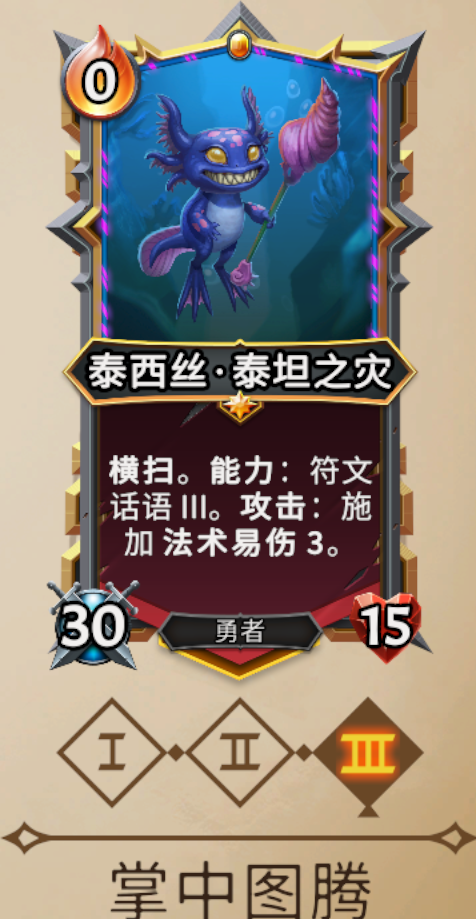 0
泰西丝·泰坦之灾
横扫。能力：符文
话语 III。攻击：施
加 法术易伤 3。
30
勇者
15
I
II
III
掌中图腾